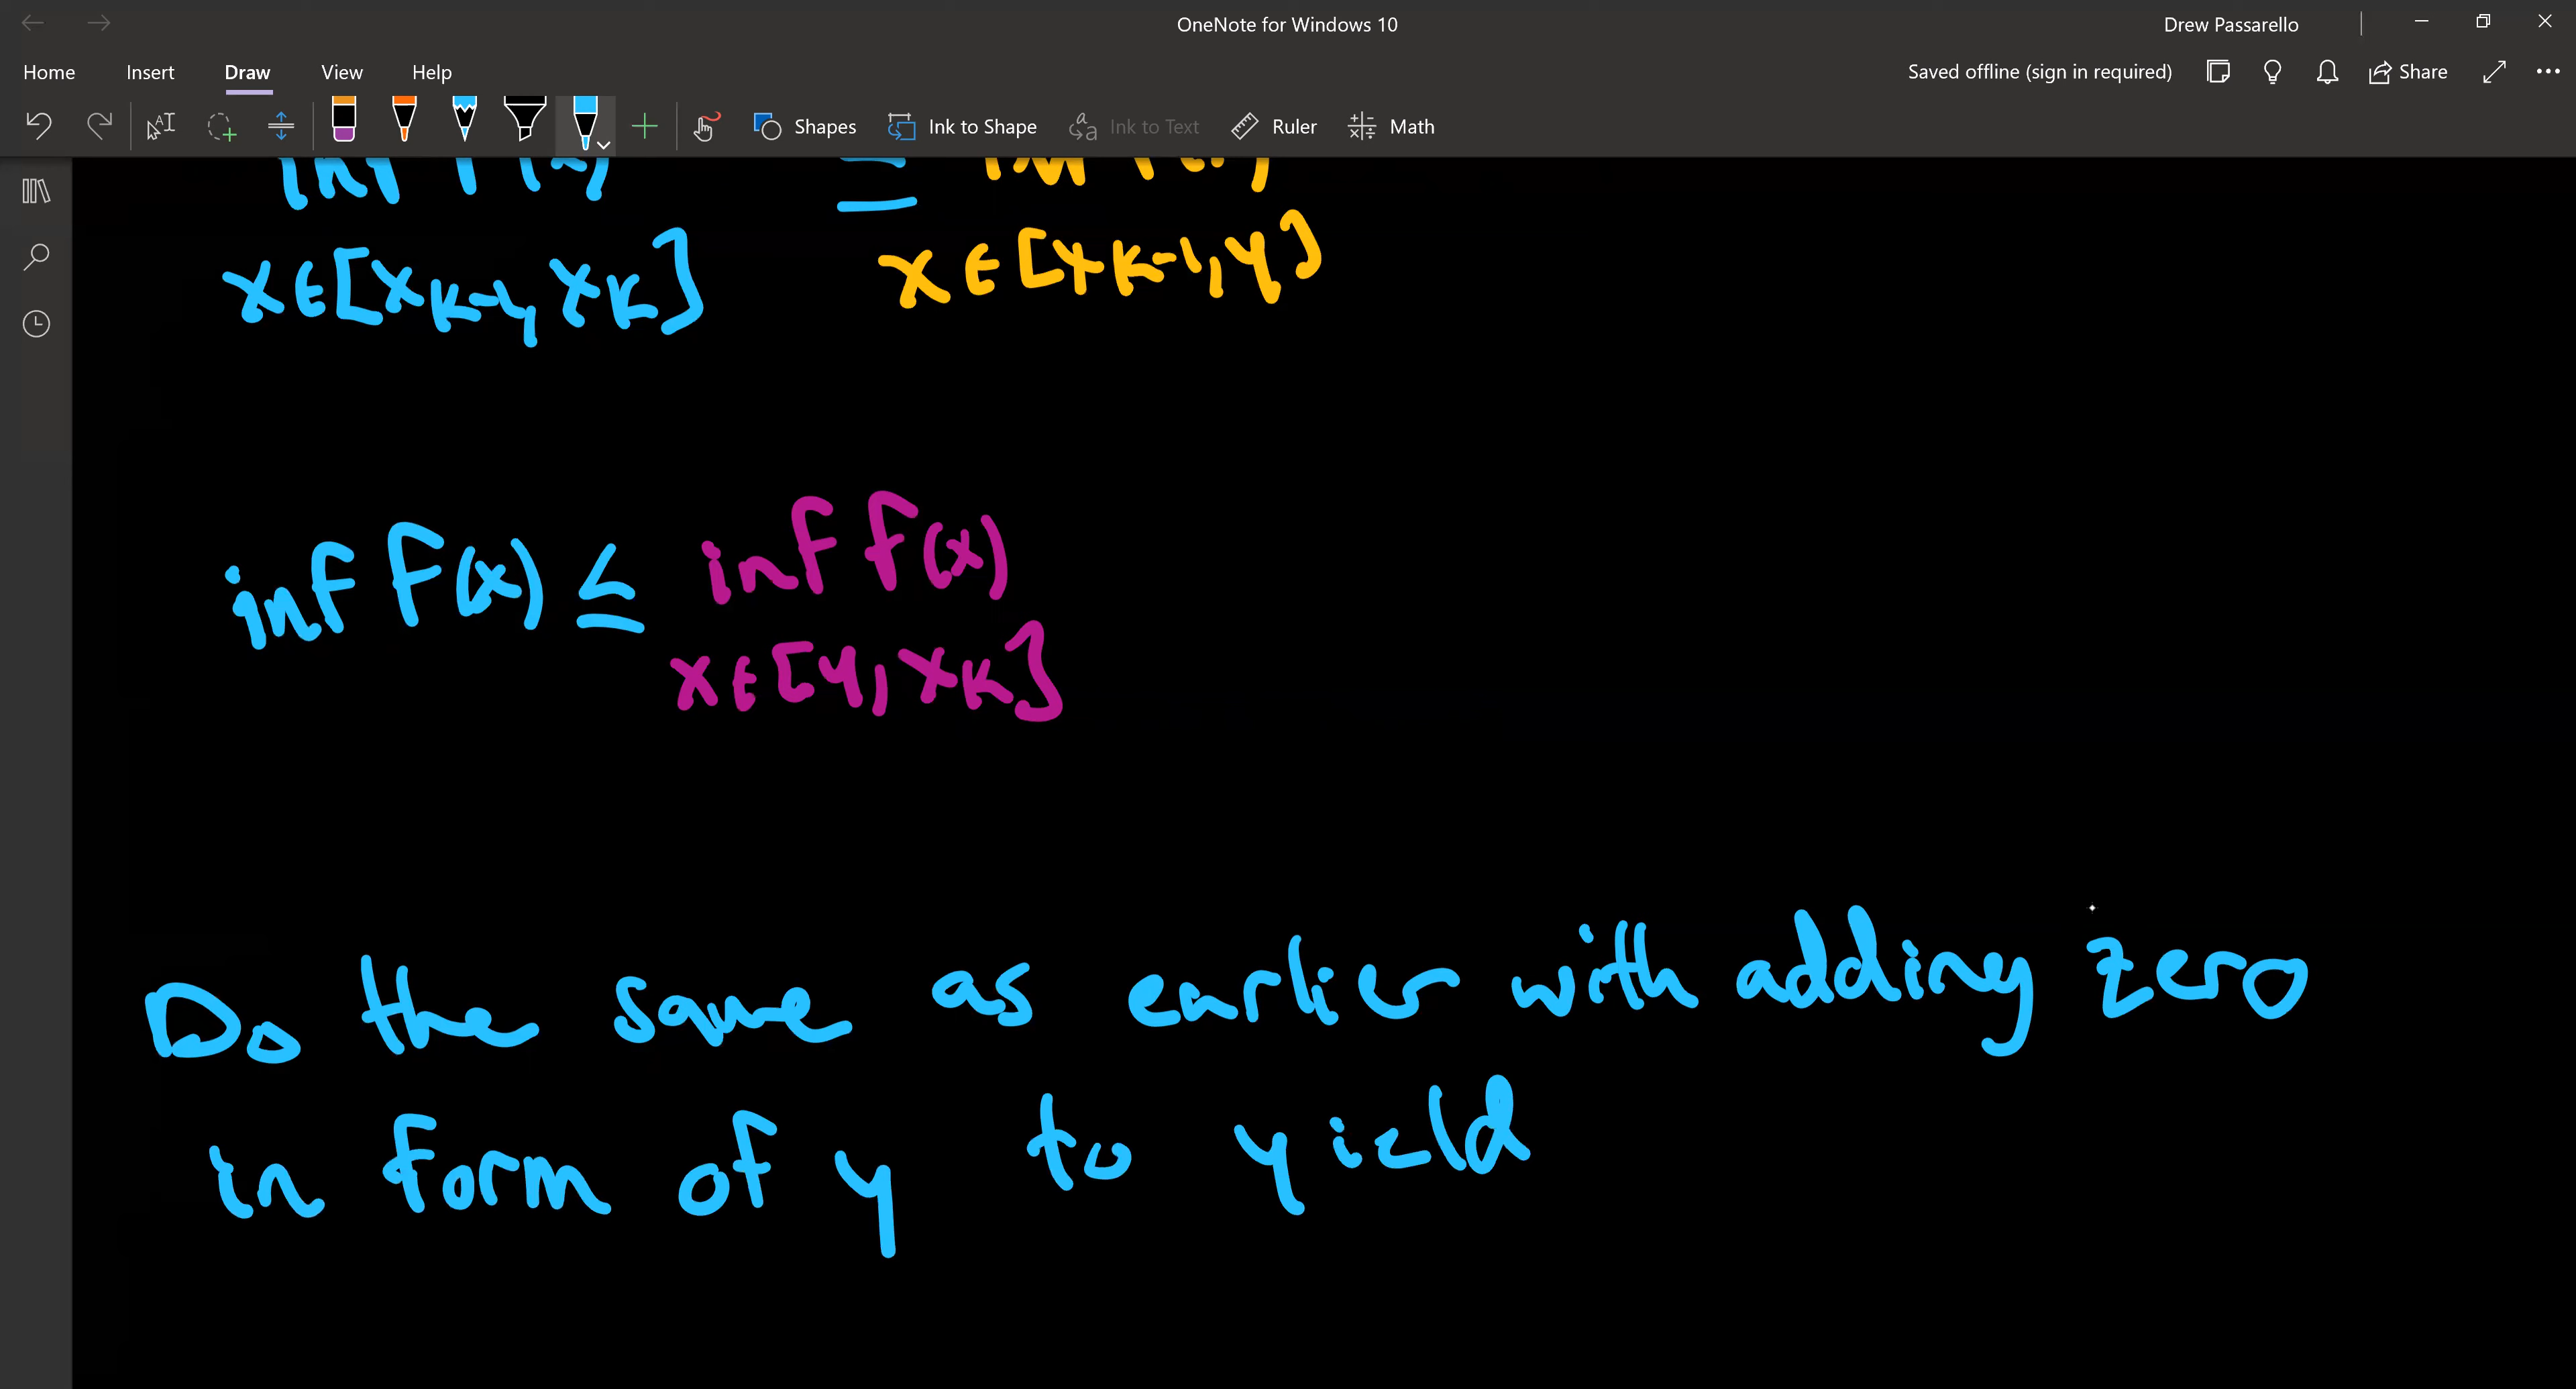 OneNote for Windows 10
Drew Passarello
Home Insert Draw View Help
Saved offline (sign in required) Share
Shapes Ink to Shape Ink to Text Ruler Math
inf f(x) ≤ inf f(x)
x∈[xK-1, xK] x∈[xK-1, y]
inf f(x) ≤ inf f(x)
x∈[y, xK]
Do the same as earlier with adding zero
in form of y to yield